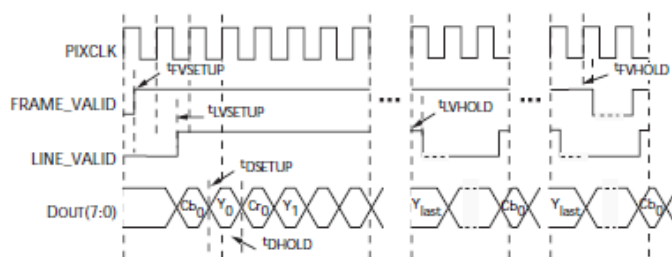 PIXCLK
tFVSETUP
tFVHOLD
FRAME_VALID
... ...
tLVSETUP
tLVHOLD
LINE_VALID
tDSETUP
DOUT(7:0)
Cb0 Y0 Cr0 Y1 Ylast Cb0 Ylast Cb0
tDHOLD